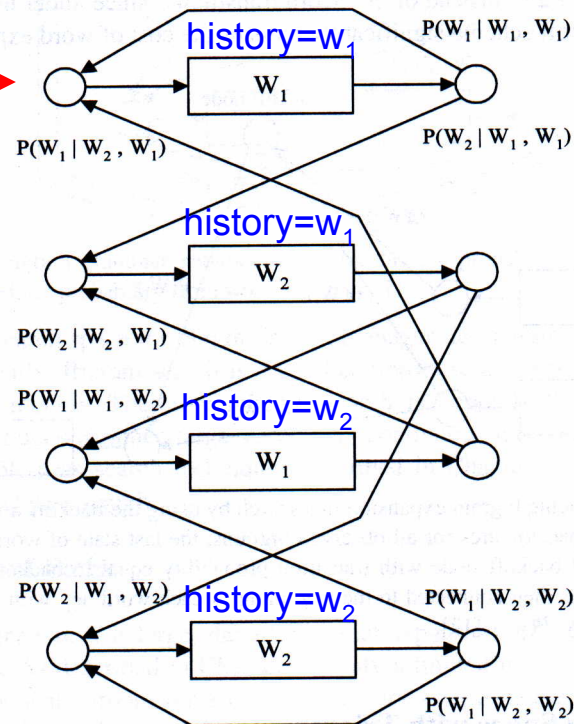 P(W₁ | W₁ , W₁)
history=w₁
W₁
P(W₁ | W₂ , W₁)
P(W₂ | W₁ , W₁)
history=w₁
W₂
P(W₂ | W₂ , W₁)
P(W₁ | W₁ , W₂)
history=w₂
W₁
P(W₂ | W₁ , W₂)
history=w₂
P(W₁ | W₂ , W₂)
W₂
P(W₁ | W₂ , W₂)